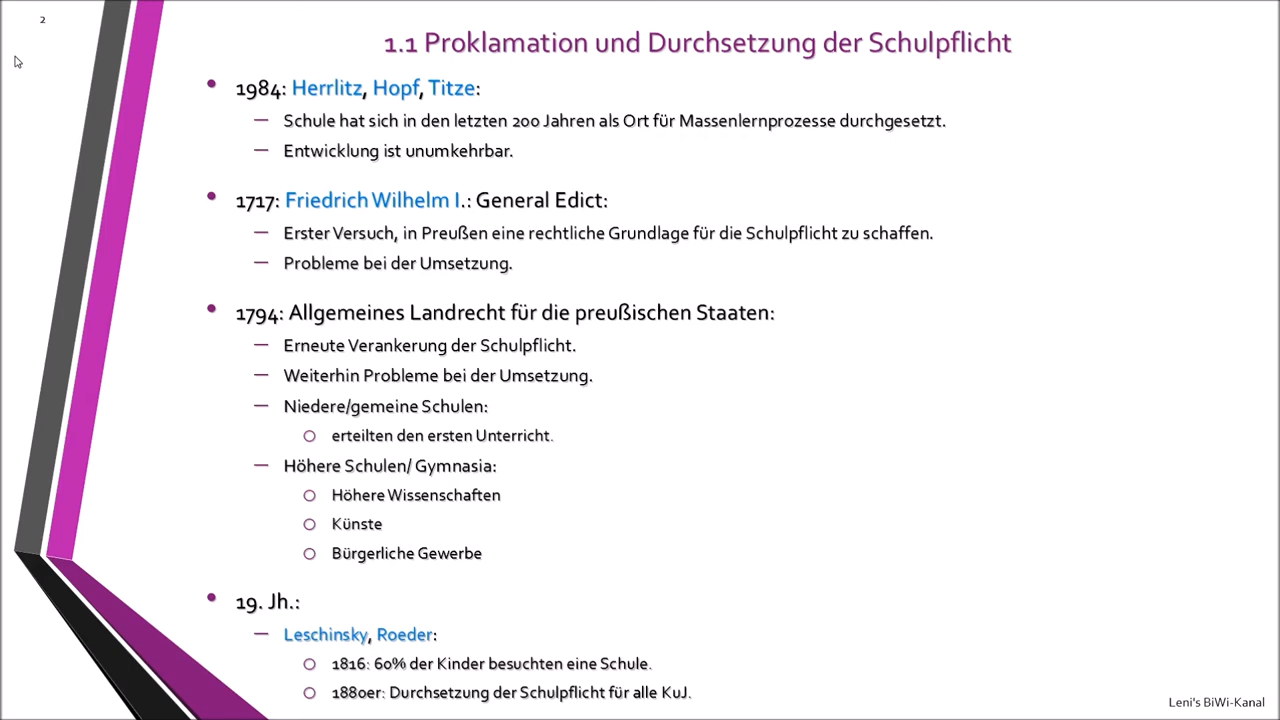 2
1.1 Proklamation und Durchsetzung der Schulpflicht
• 1984: Herrlitz, Hopf, Titze:
— Schule hat sich in den letzten 200 Jahren als Ort für Massenlernprozesse durchgesetzt.
— Entwicklung ist unumkehrbar.
• 1717: Friedrich Wilhelm I.: General Edict:
— Erster Versuch, in Preußen eine rechtliche Grundlage für die Schulpflicht zu schaffen.
— Probleme bei der Umsetzung.
• 1794: Allgemeines Landrecht für die preußischen Staaten:
— Erneute Verankerung der Schulpflicht.
— Weiterhin Probleme bei der Umsetzung.
— Niedere/gemeine Schulen:
○ erteilten den ersten Unterricht.
— Höhere Schulen/ Gymnasia:
○ Höhere Wissenschaften
○ Künste
○ Bürgerliche Gewerbe
• 19. Jh.:
— Leschinsky, Roeder:
○ 1816: 60% der Kinder besuchten eine Schule.
○ 1880er: Durchsetzung der Schulpflicht für alle KuJ.
Leni's BiWi-Kanal